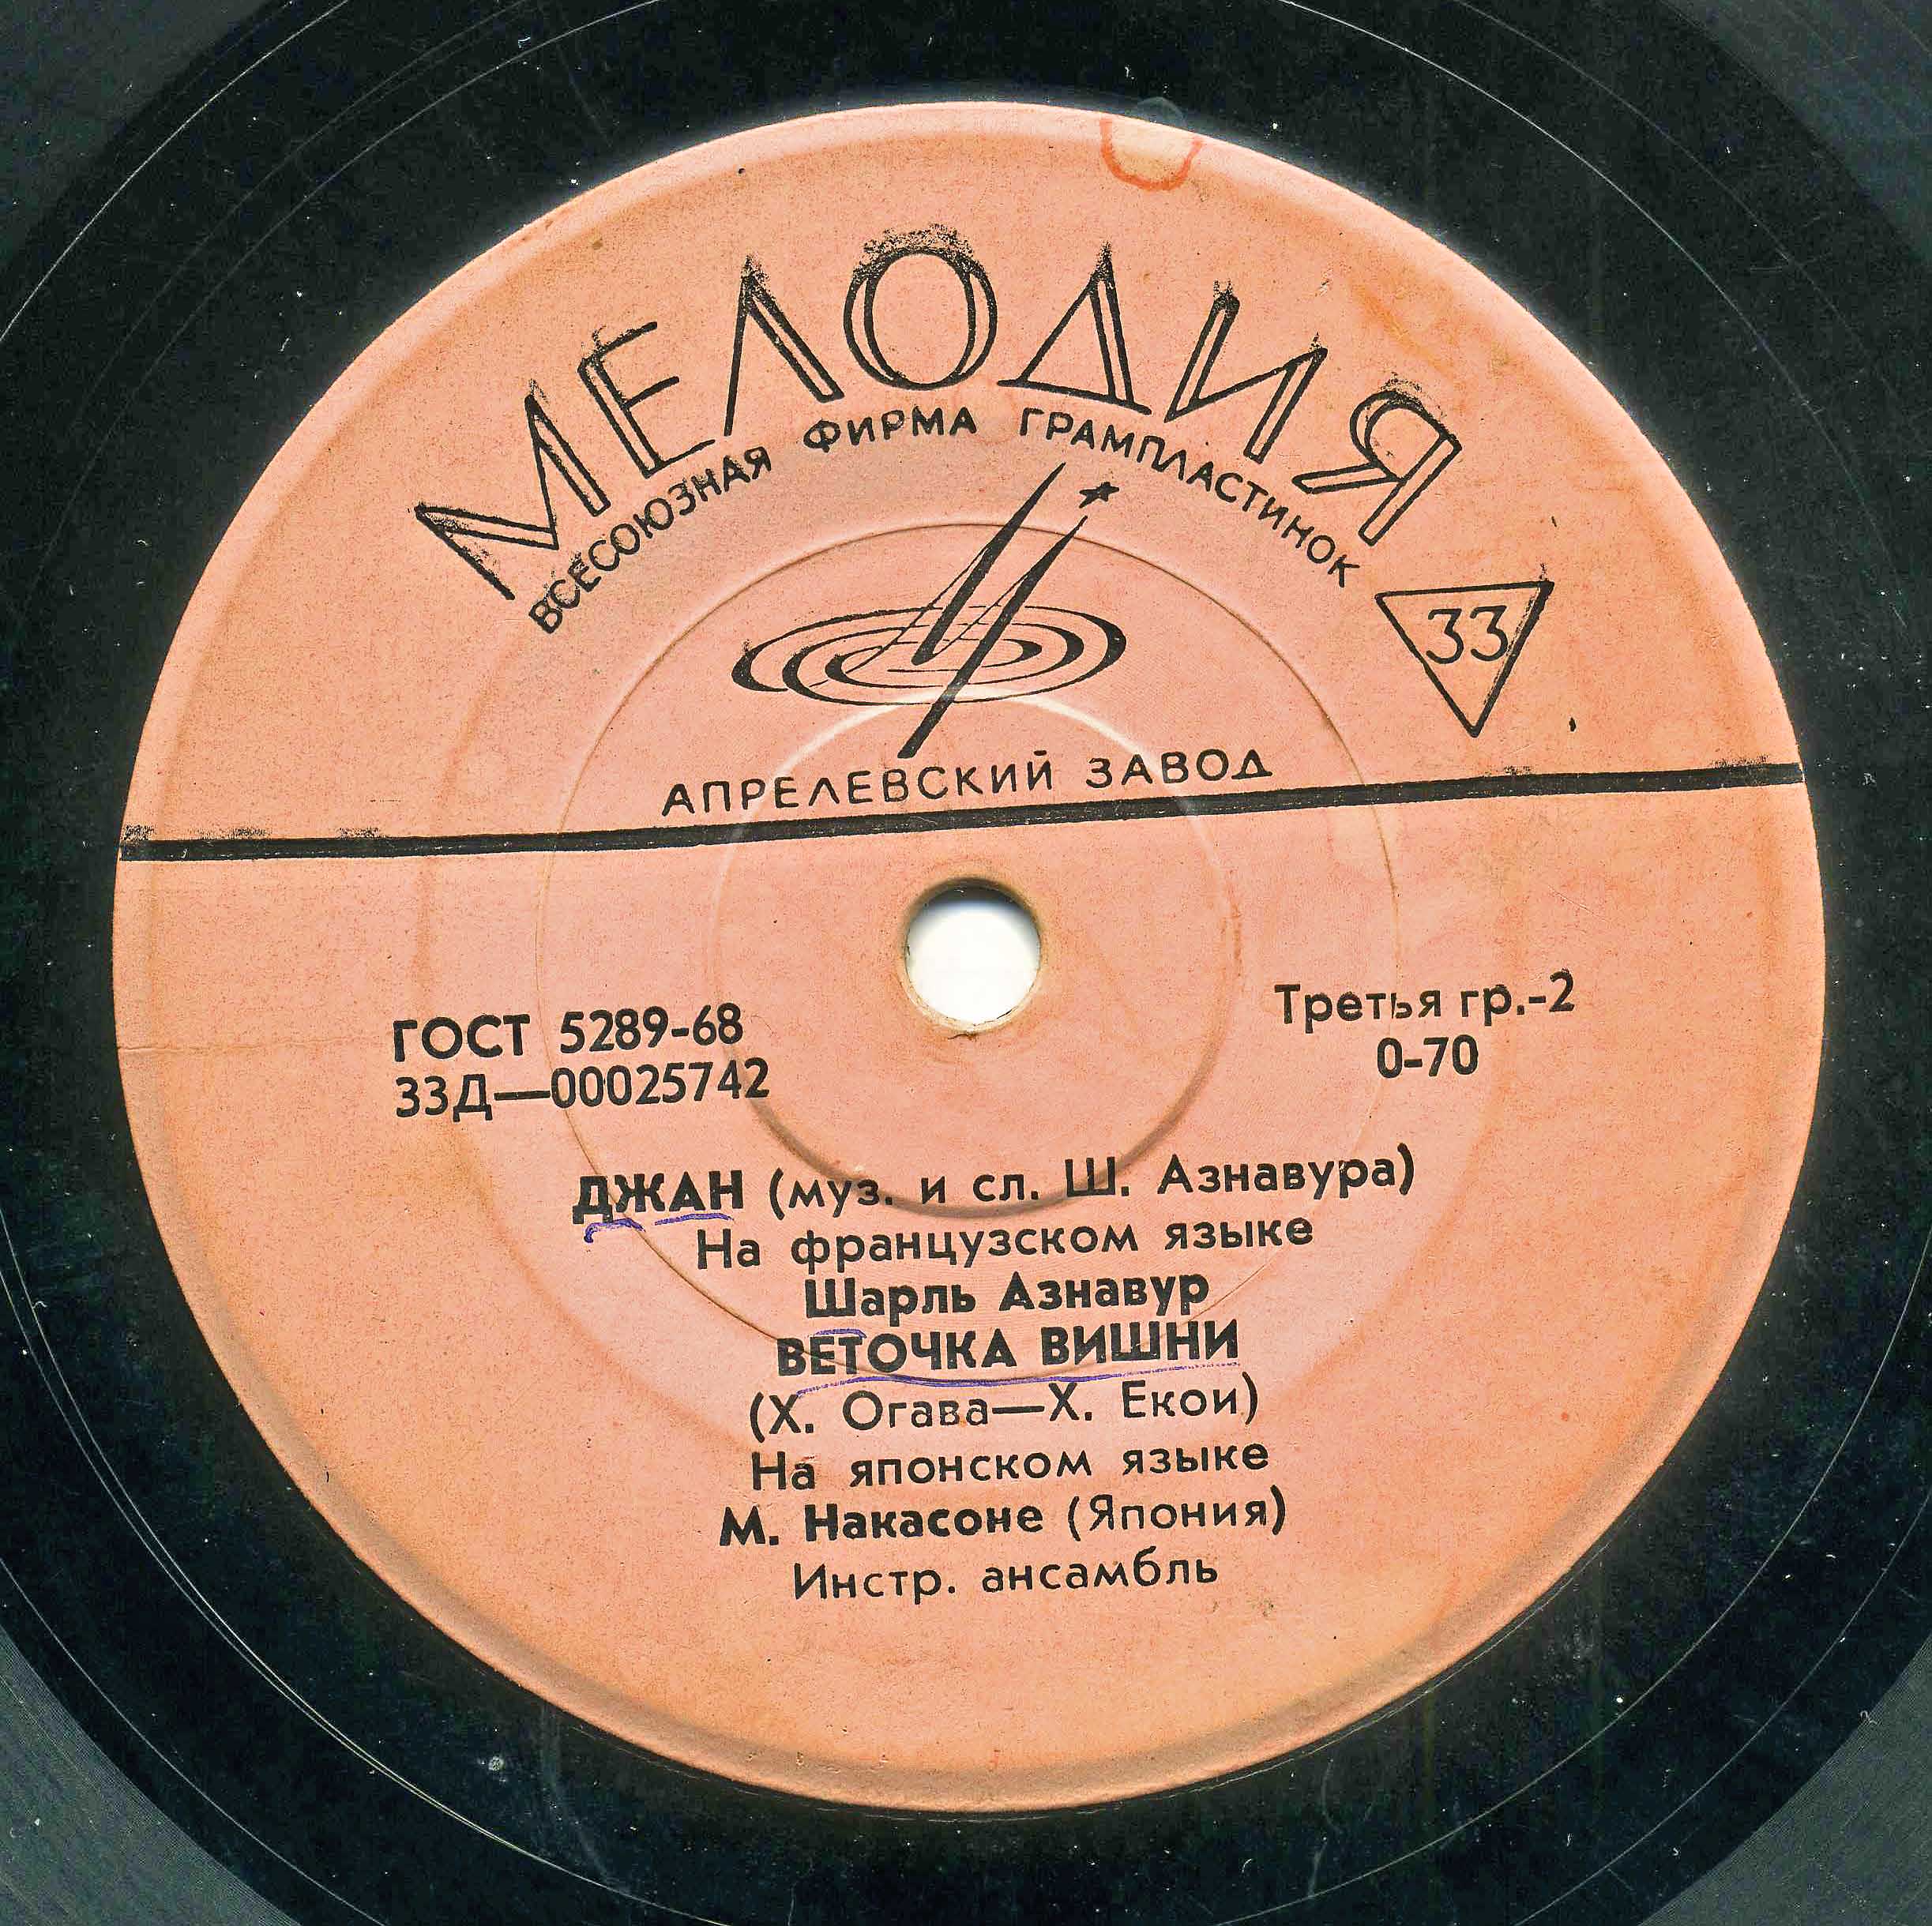 МЕЛОДИЯ
ВСЕСОЮЗНАЯ ФИРМА ГРАМПЛАСТИНОК
33
АПРЕЛЕВСКИЙ ЗАВОД
ГОСТ 5289-68
33Д—00025742
Третья гр.-2
0-70
ДЖАН (муз. и сл. Ш. Азнавура)
На французском языке
Шарль Азнавур
ВЕТОЧКА ВИШНИ
(Х. Огава—Х. Екои)
На японском языке
М. Накасоне (Япония)
Инстр. ансамбль